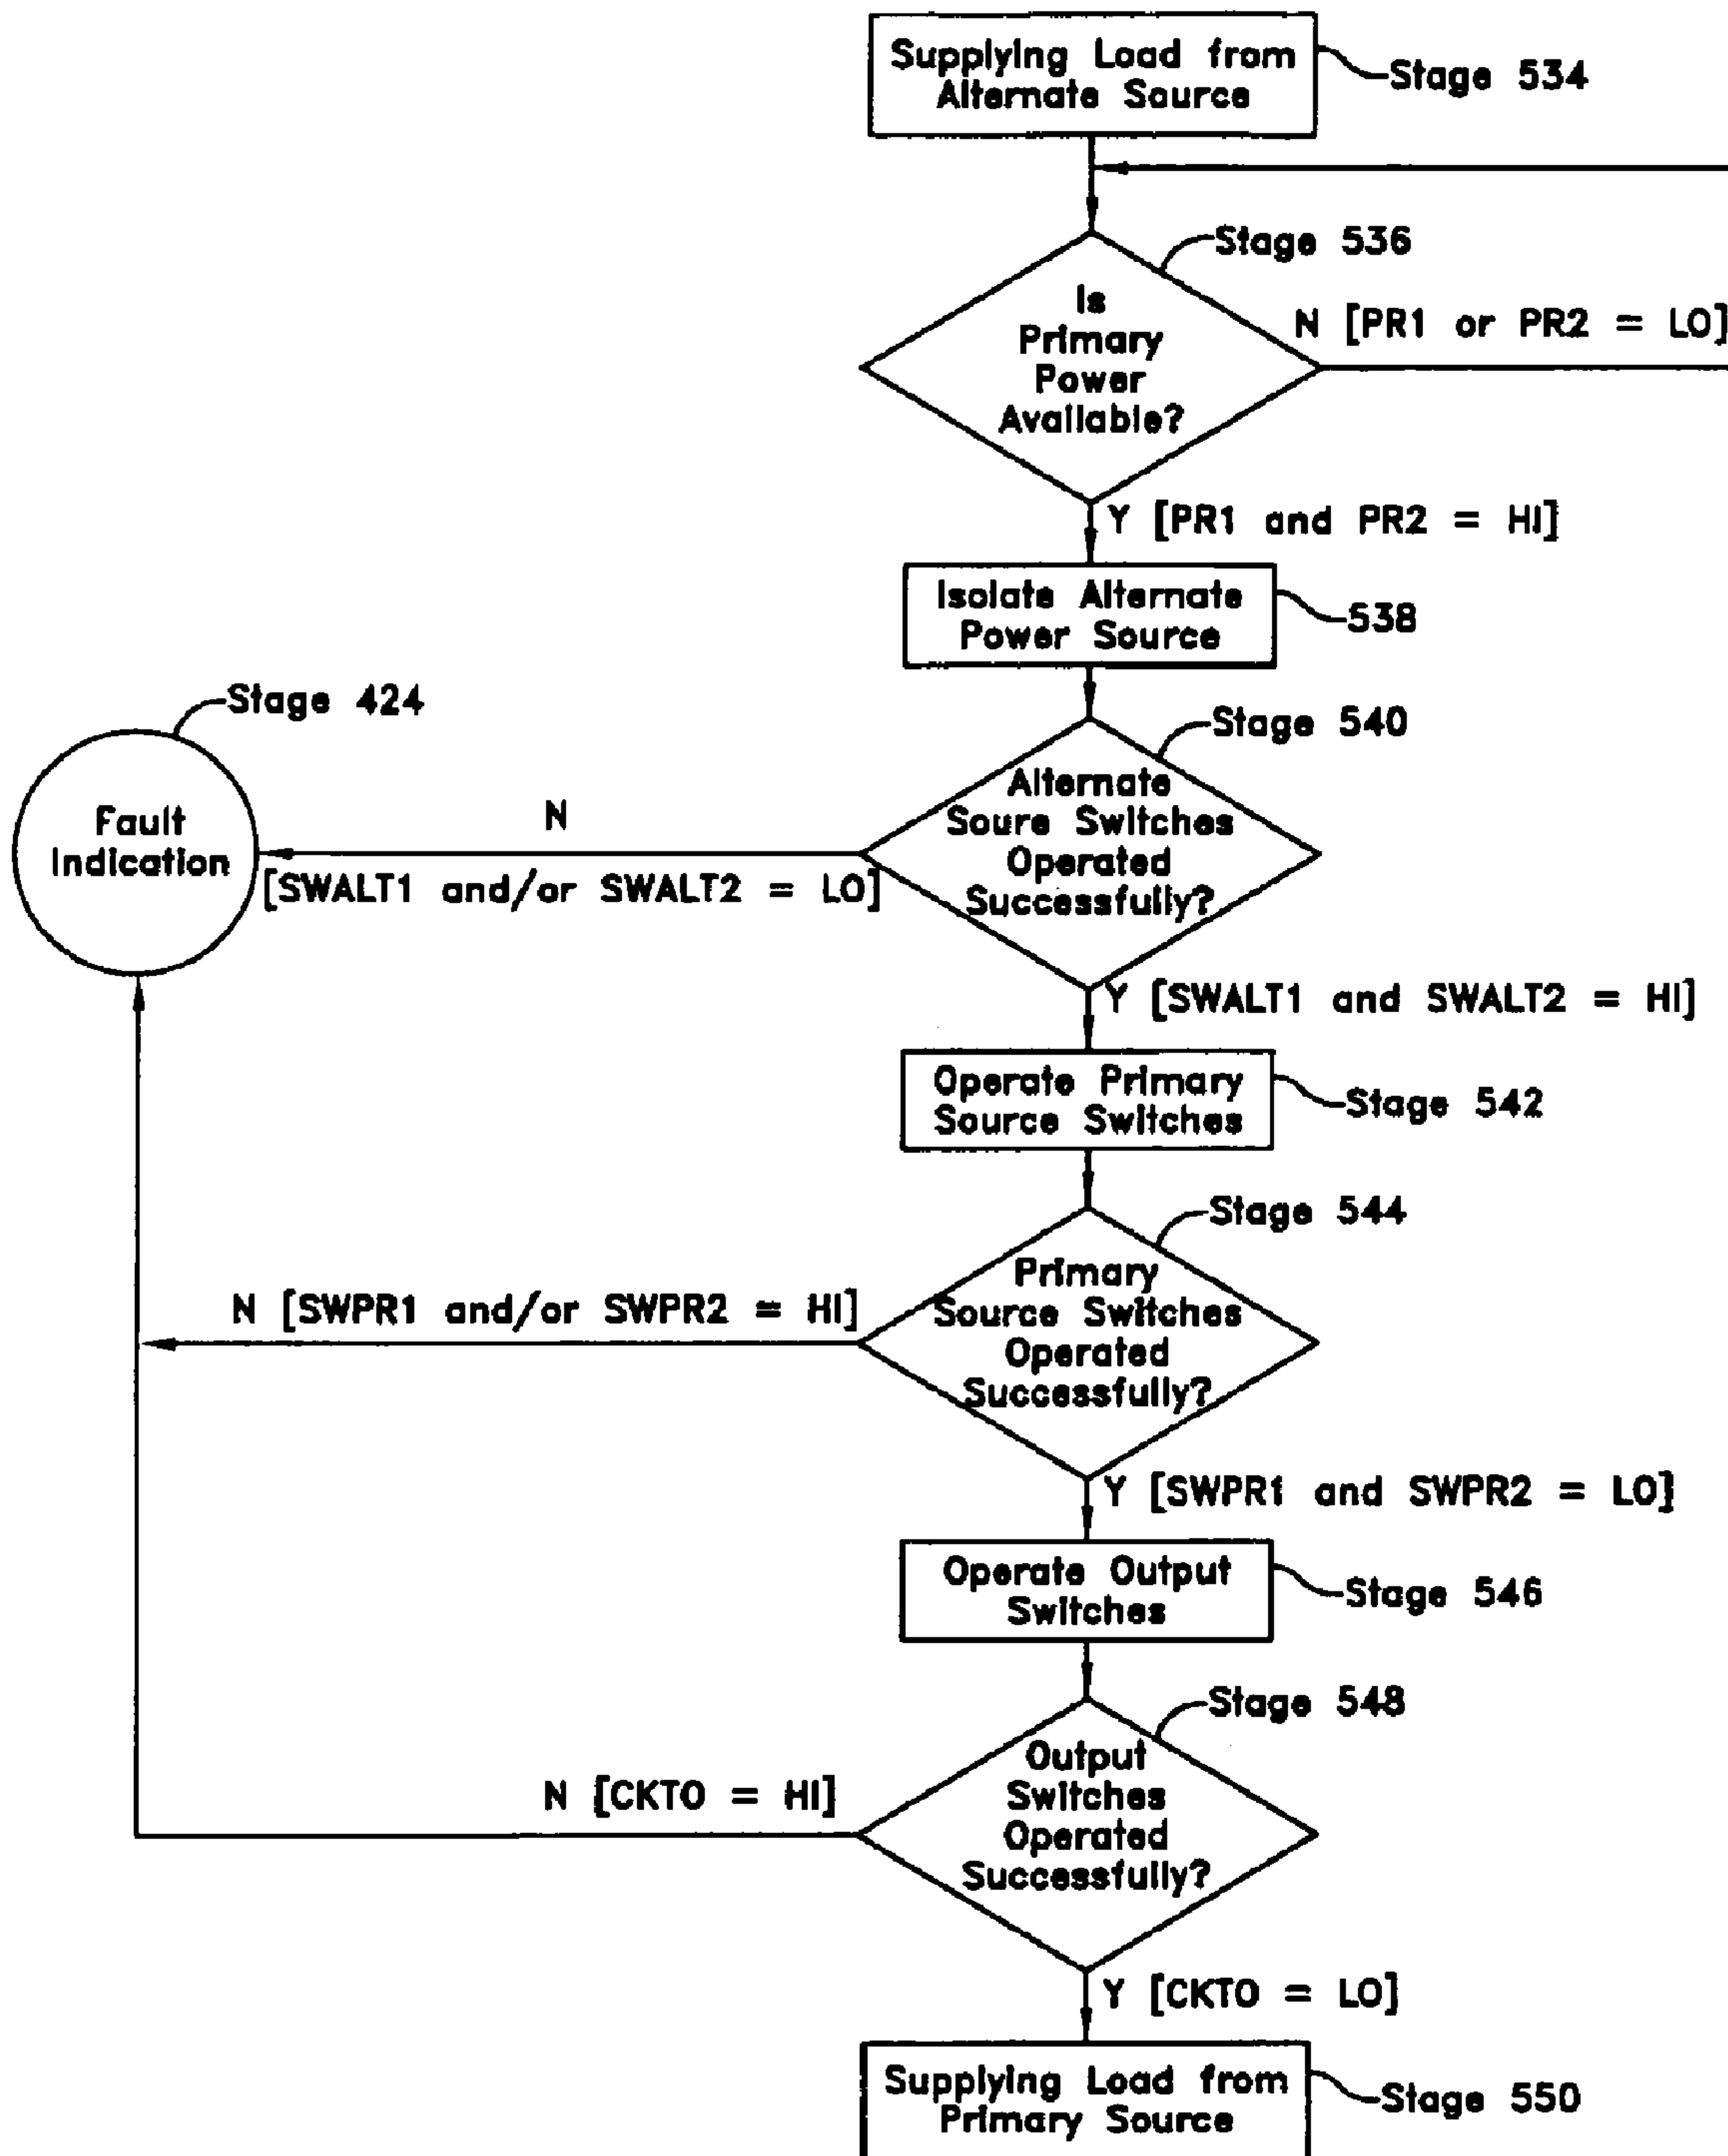 Supplying Load from
Alternate Source
Stage 534
Stage 536
Is
Primary
Power
Available?
N [PR1 or PR2 = LO]
Y [PR1 and PR2 = HI]
Isolate Alternate
Power Source
538
Stage 424
Fault
Indication
Stage 540
Alternate
Soure Switches
Operated
Successfully?
N
[SWALT1 and/or SWALT2 = LO]
Y [SWALT1 and SWALT2 = HI]
Operate Primary
Source Switches
Stage 542
Stage 544
Primary
Source Switches
Operated
Successfully?
N [SWPR1 and/or SWPR2 = HI]
Y [SWPR1 and SWPR2 = LO]
Operate Output
Switches
Stage 546
Stage 548
Output
Switches
Operated
Successfully?
N [CKTO = HI]
Y [CKTO = LO]
Supplying Load from
Primary Source
Stage 550